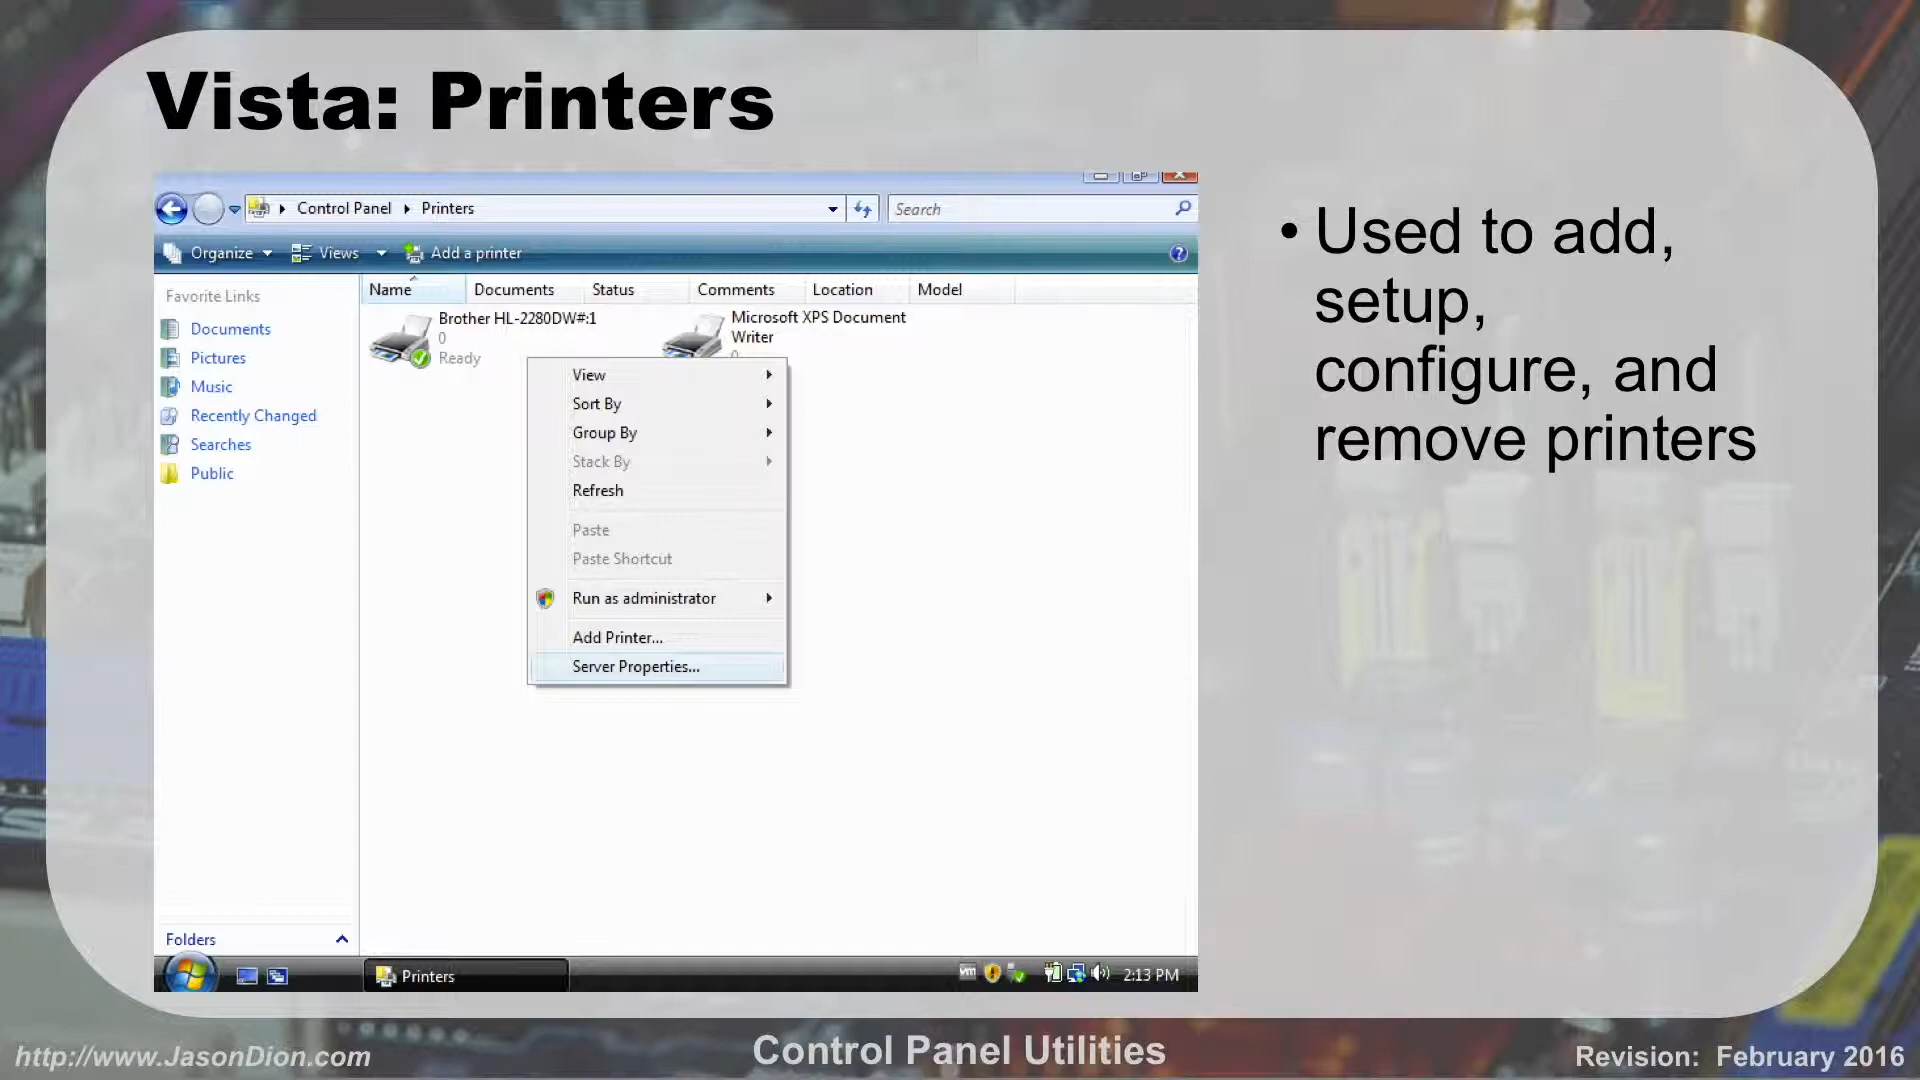 Vista: Printers
Control Panel
Printers
Search
Organize
Views
Add a printer
Favorite Links
Documents
Pictures
Music
Recently Changed
Searches
Public
Folders
Name
Documents
Status
Comments
Location
Model
Brother HL-2280DW#:1
0
Ready
Microsoft XPS Document
Writer
0
View
Sort By
Group By
Stack By
Refresh
Paste
Paste Shortcut
Run as administrator
Add Printer...
Server Properties...
Printers
vm
2:13 PM
• Used to add,
setup,
configure, and
remove printers
http://www.JasonDion.com
Control Panel Utilities
Revision: February 2016